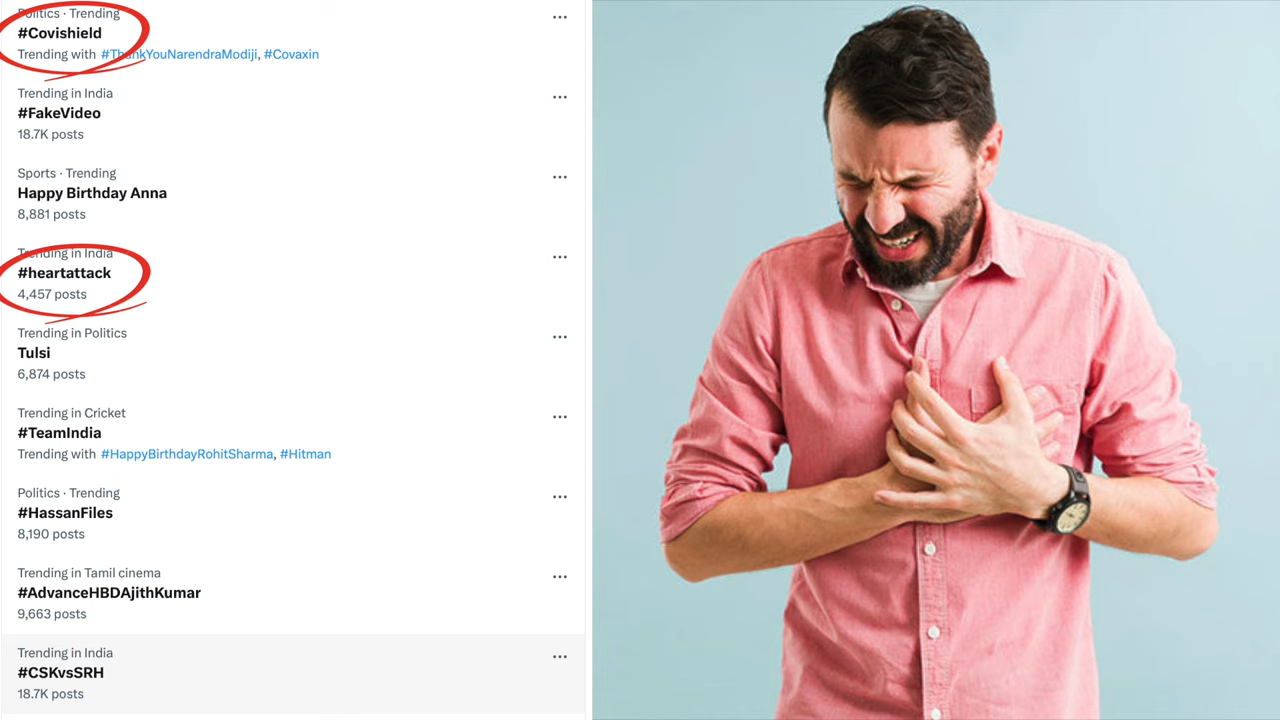 Politics · Trending
#Covishield
Trending with #ThankYouNarendraModiji, #Covaxin
Trending in India
#FakeVideo
18.7K posts
Sports · Trending
Happy Birthday Anna
8,881 posts
Trending in India
#heartattack
4,457 posts
Trending in Politics
Tulsi
6,874 posts
Trending in Cricket
#TeamIndia
Trending with #HappyBirthdayRohitSharma, #Hitman
Politics · Trending
#HassanFiles
8,190 posts
Trending in Tamil cinema
#AdvanceHBDAjithKumar
9,663 posts
Trending in India
#CSKvsSRH
18.7K posts